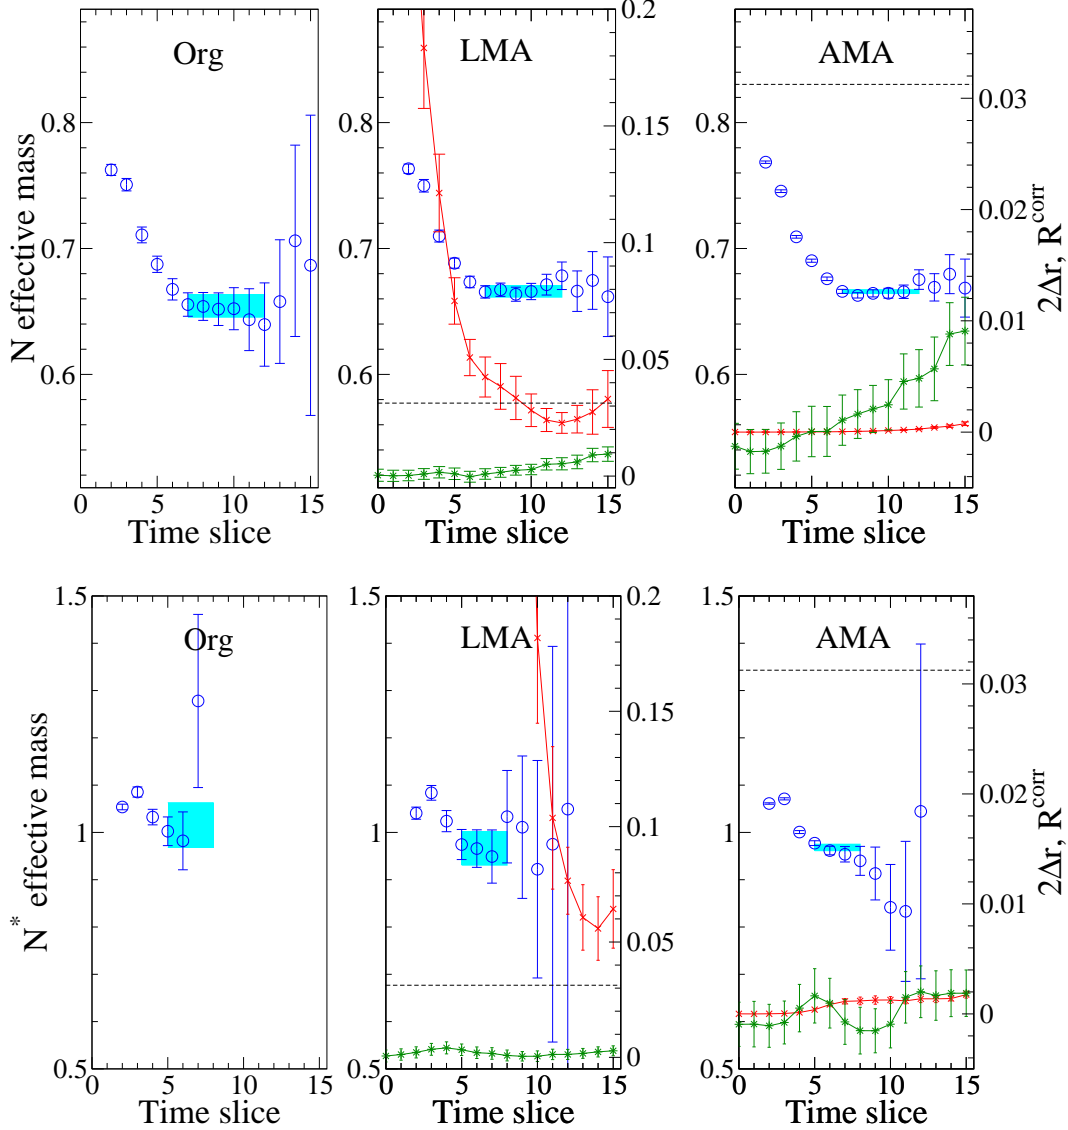 Org
LMA
AMA
N effective mass
0.8
0.7
0.6
0 5 10 15
Time slice
0.8
0.7
0.6
0.2
0.15
0.1
0.05
0
0 5 10 15
Time slice
0.8
0.7
0.6
0.03
0.02
0.01
0
0 5 10 15
Time slice
2Δr, R^corr
Org
LMA
AMA
N* effective mass
1.5
1
0.5
0 5 10 15
Time slice
1.5
1
0.5
0.2
0.15
0.1
0.05
0
0 5 10 15
Time slice
1.5
1
0.5
0.03
0.02
0.01
0
0 5 10 15
Time slice
2Δr, R^corr